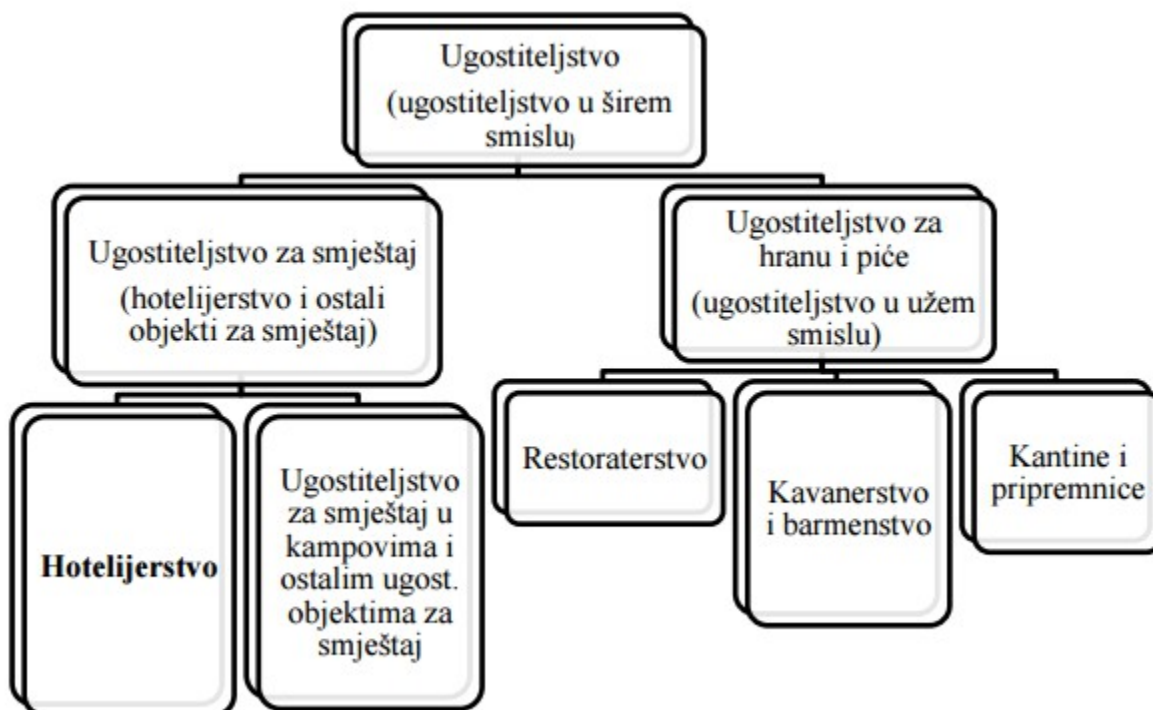 Ugostiteljstvo
(ugostiteljstvo u širem
smislu)
Ugostiteljstvo za smještaj
(hotelijerstvo i ostali
objekti za smještaj)
Ugostiteljstvo za
hranu i piće
(ugostiteljstvo u užem
smislu)
Hotelijerstvo
Ugostiteljstvo
za smještaj u
kampovima i
ostalim ugost.
objektima za
smještaj
Restoraterstvo
Kavanerstvo
i barmenstvo
Kantine i
pripremnice